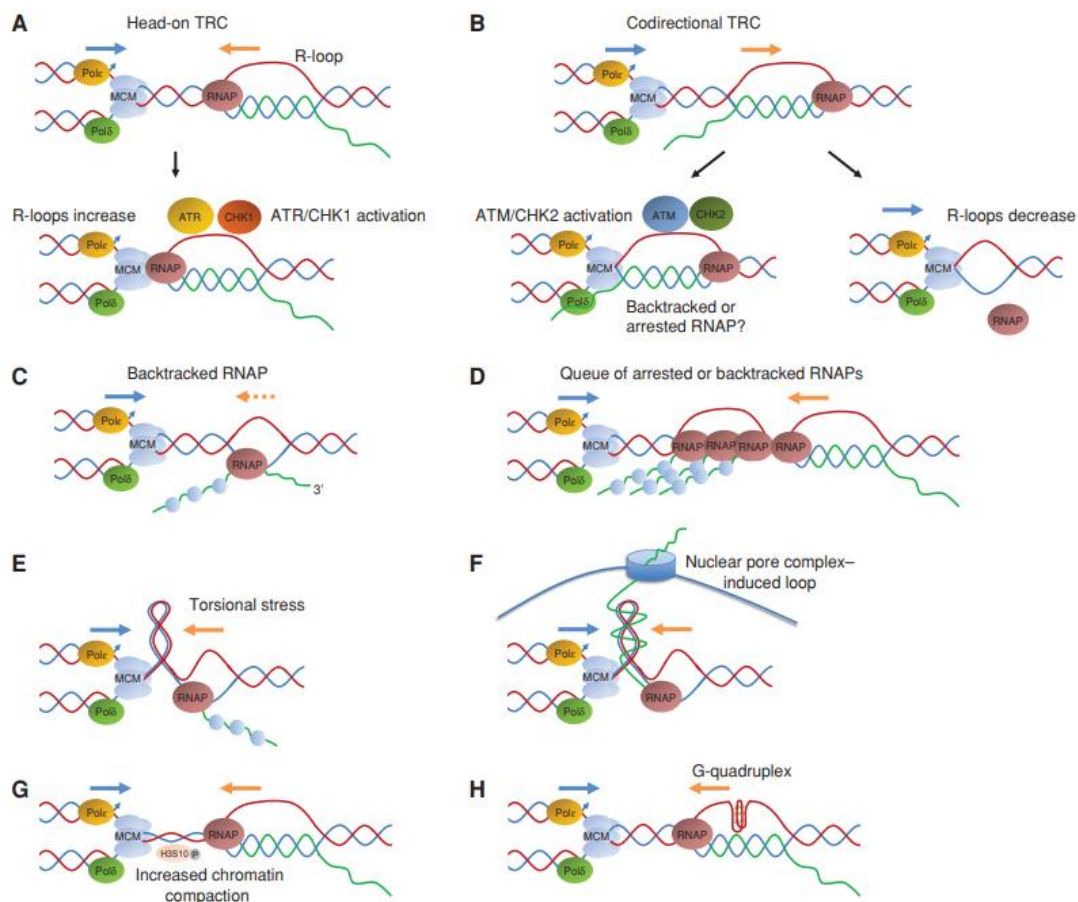 A
Head-on TRC
R-loop
Polε
MCM
RNAP
Polδ
R-loops increase
ATR
CHK1
ATR/CHK1 activation
Polε
MCM
RNAP
Polδ
B
Codirectional TRC
Polε
MCM
RNAP
Polδ
ATM/CHK2 activation
ATM
CHK2
Polε
MCM
RNAP
Polδ
Backtracked or
arrested RNAP?
R-loops decrease
Polε
MCM
Polδ
RNAP
C
Backtracked RNAP
Polε
MCM
RNAP
Polδ
3'
D
Queue of arrested or backtracked RNAPs
Polε
MCM
RNAP
RNAP
RNAP
RNAP
Polδ
E
Torsional stress
Polε
MCM
RNAP
Polδ
F
Nuclear pore complex–
induced loop
Polε
MCM
RNAP
Polδ
G
Polε
MCM
RNAP
H3S10 P
Polδ
Increased chromatin
compaction
H
G-quadruplex
Polε
MCM
RNAP
Polδ